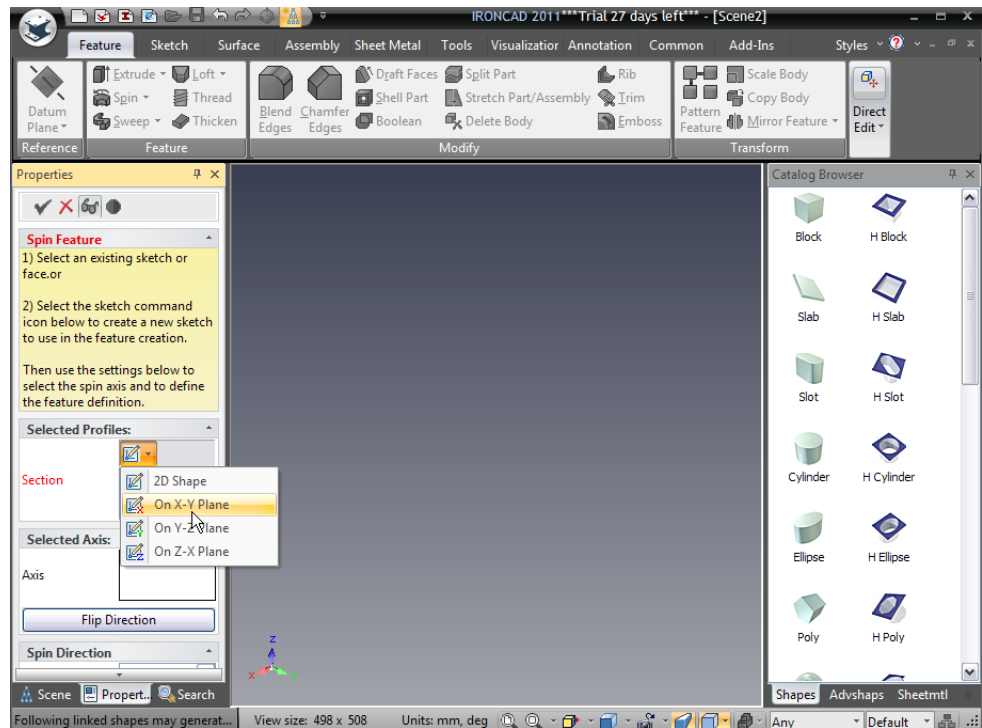 IRONCAD 2011***Trial 27 days left*** - [Scene2]
Feature Sketch Surface Assembly Sheet Metal Tools Visualization Annotation Common Add-Ins Styles
Datum Plane
Extrude Loft
Spin Thread
Sweep Thicken
Blend Edges
Chamfer Edges
Draft Faces Split Part Rib
Shell Part Stretch Part/Assembly Trim
Boolean Delete Body Emboss
Pattern Feature
Scale Body
Copy Body
Mirror Feature
Direct Edit
Reference Feature Modify Transform
Properties
Spin Feature
1) Select an existing sketch or
face.or
2) Select the sketch command
icon below to create a new sketch
to use in the feature creation.
Then use the settings below to
select the spin axis and to define
the feature definition.
Selected Profiles:
Section
2D Shape
On X-Y Plane
On Y-Z Plane
On Z-X Plane
Selected Axis:
Axis
Flip Direction
Spin Direction
Scene Propert... Search
z
x
Catalog Browser
Block H Block
Slab H Slab
Slot H Slot
Cylinder H Cylinder
Ellipse H Ellipse
Poly H Poly
Shapes Advshaps Sheetmtl
Following linked shapes may generat... View size: 498 x 508 Units: mm, deg Any Default